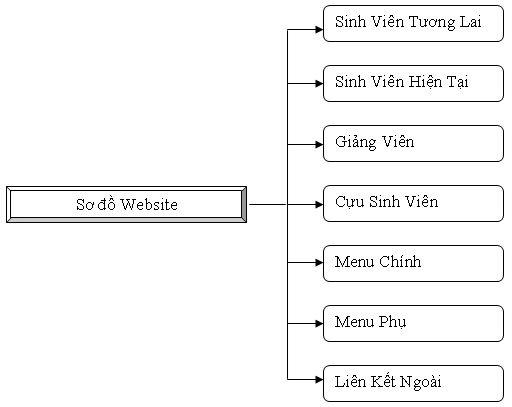 Sinh Viên Tương Lai
Sinh Viên Hiện Tại
Giảng Viên
Sơ đồ Website
Cựu Sinh Viên
Menu Chính
Menu Phụ
Liên Kết Ngoài